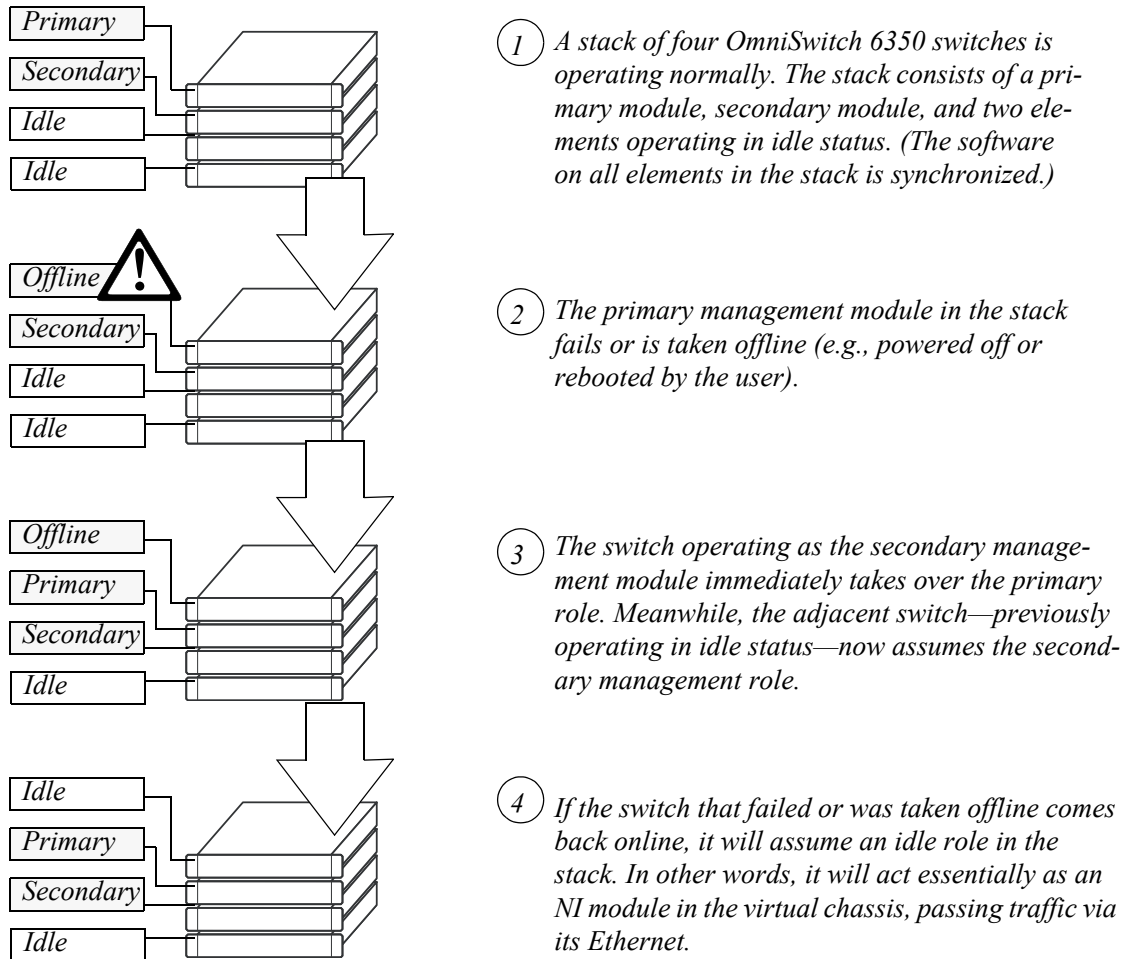 Primary
Secondary
Idle
Idle
1
A stack of four OmniSwitch 6350 switches is
operating normally. The stack consists of a pri-
mary module, secondary module, and two ele-
ments operating in idle status. (The software
on all elements in the stack is synchronized.)
Offline
!
Secondary
Idle
Idle
2
The primary management module in the stack
fails or is taken offline (e.g., powered off or
rebooted by the user).
Offline
Primary
Secondary
Idle
3
The switch operating as the secondary manage-
ment module immediately takes over the primary
role. Meanwhile, the adjacent switch—previously
operating in idle status—now assumes the second-
ary management role.
Idle
Primary
Secondary
Idle
4
If the switch that failed or was taken offline comes
back online, it will assume an idle role in the
stack. In other words, it will act essentially as an
NI module in the virtual chassis, passing traffic via
its Ethernet.